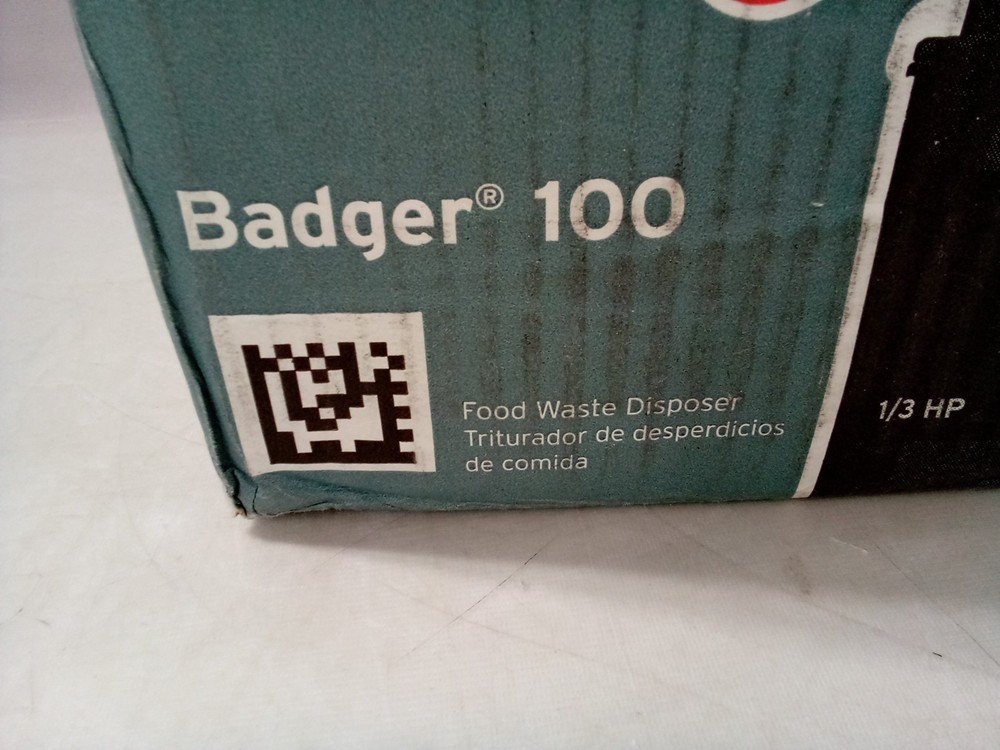 Badger® 100
Food Waste Disposer
Triturador de desperdicios
de comida
1/3 HP